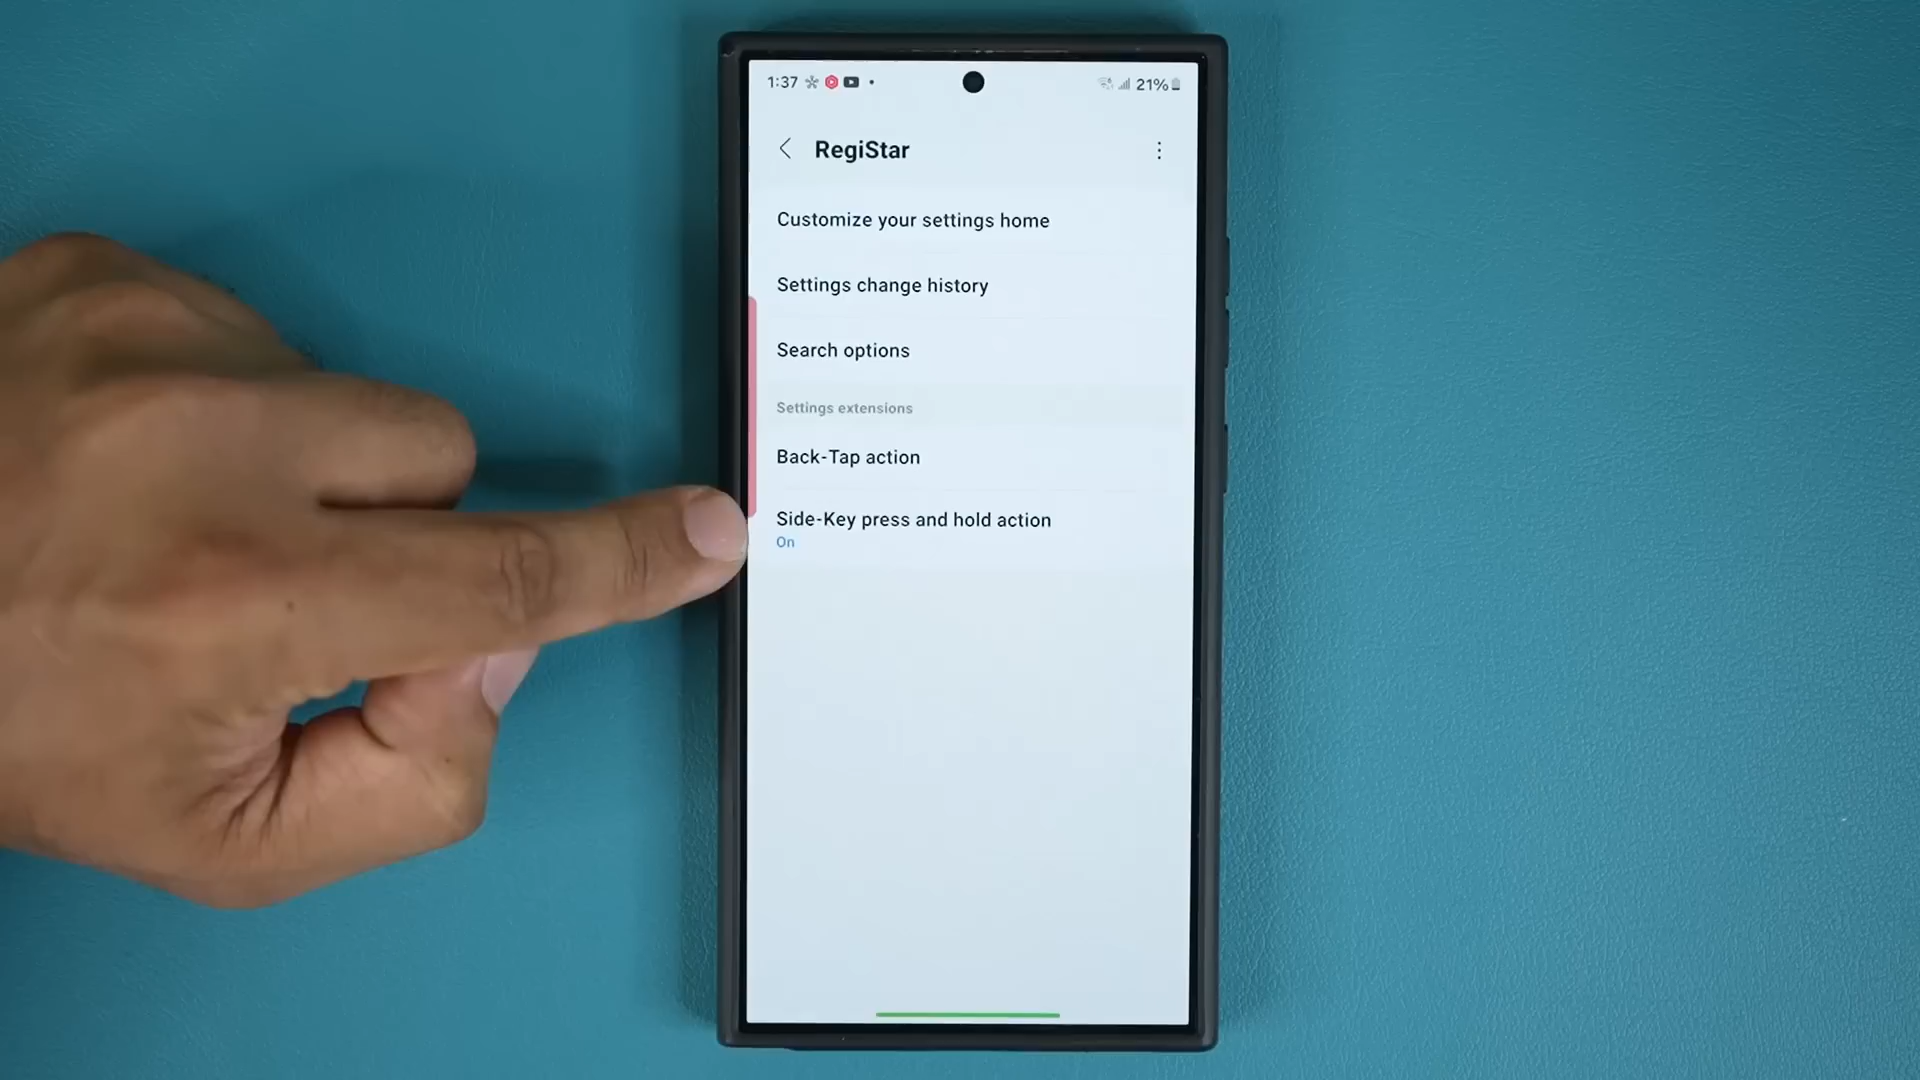 1:37
21%
RegiStar
Customize your settings home
Settings change history
Search options
Settings extensions
Back-Tap action
Side-Key press and hold action
On